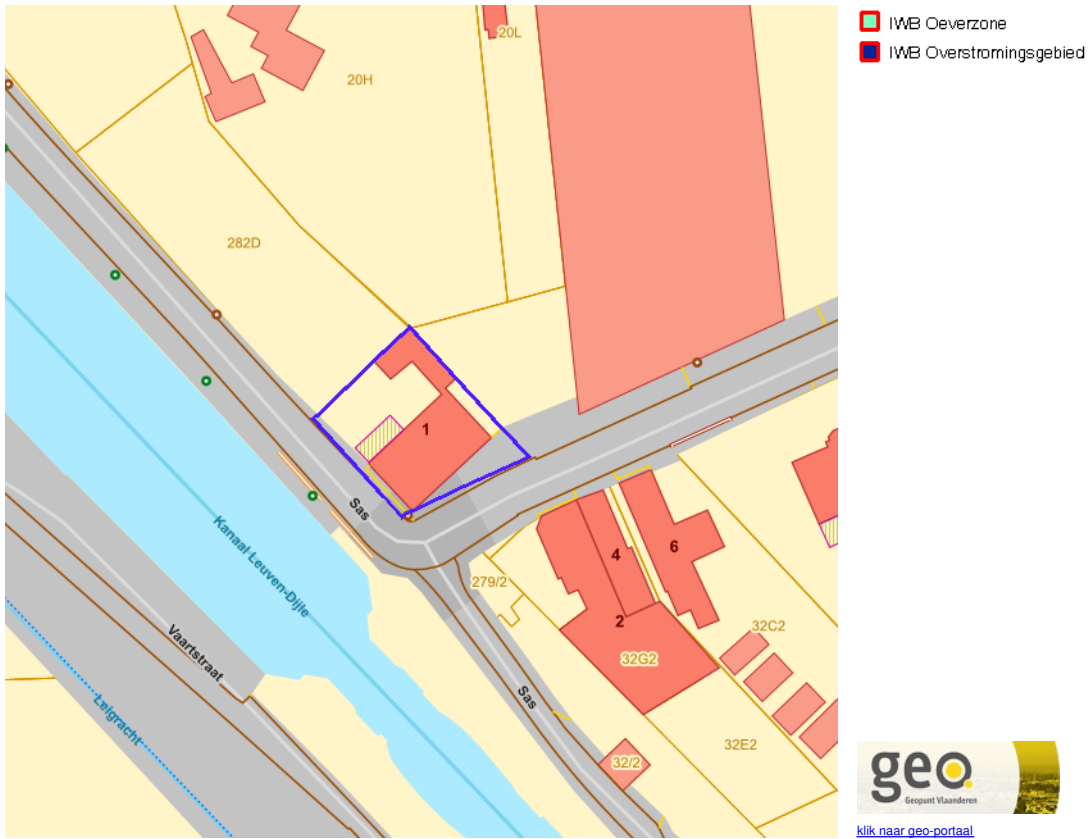 IWB Oeverzone
IWB Overstromingsgebied
20L
20H
282D
1
Sas
Kanaal Leuven-Dijle
4
6
279/2
2
32C2
Vaartstraat
32G2
Sas
Leigracht
32E2
32/2
geo
Geopunt Vlaanderen
klik naar geo-portaal